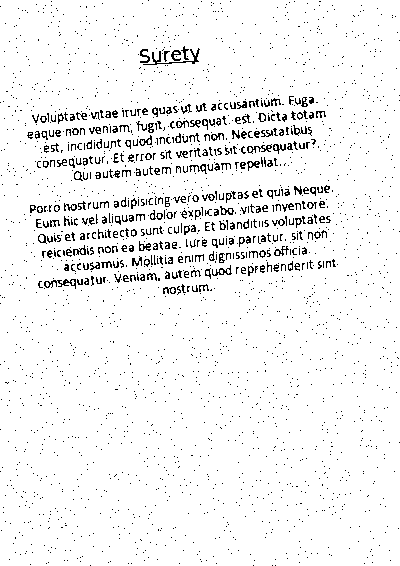 Surety
Voluptate vitae irure quas ut ut accusantium. Fuga.
eaque non veniam, fugit, consequat. est. Dicta totam
est, incididunt quod incidunt non. Necessitatibus
consequatur. Et error sit veritatis sit consequatur?
Qui autem autem numquam repellat.
Porro nostrum adipisicing vero voluptas et quia Neque.
Eum hic vel aliquam dolor explicabo. vitae inventore.
Quis et architecto sunt culpa. Et blanditiis voluptates
reiciendis non ea beatae. Iure quia pariatur. sit non
accusamus. Mollitia enim dignissimos officia.
consequatur. Veniam, autem quod reprehenderit sint
nostrum.